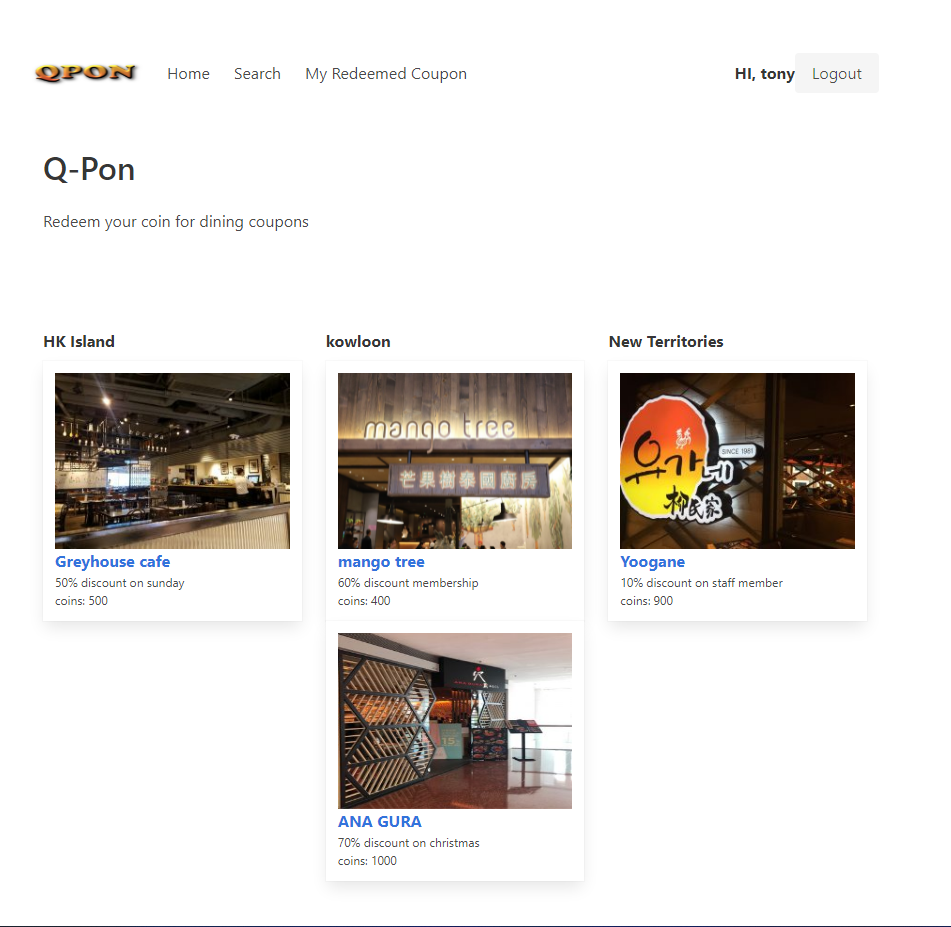 QPON
Home
Search
My Redeemed Coupon
HI, tony
Logout
Q-Pon
Redeem your coin for dining coupons
HK Island
kowloon
New Territories
Greyhouse cafe
50% discount on sunday
coins: 500
mango tree
芒果樹泰國廚房
mango tree
60% discount membership
coins: 400
유가네
SINCE 1981
柳氏家
Yoogane
10% discount on staff member
coins: 900
ANA GURA
70% discount on christmas
coins: 1000